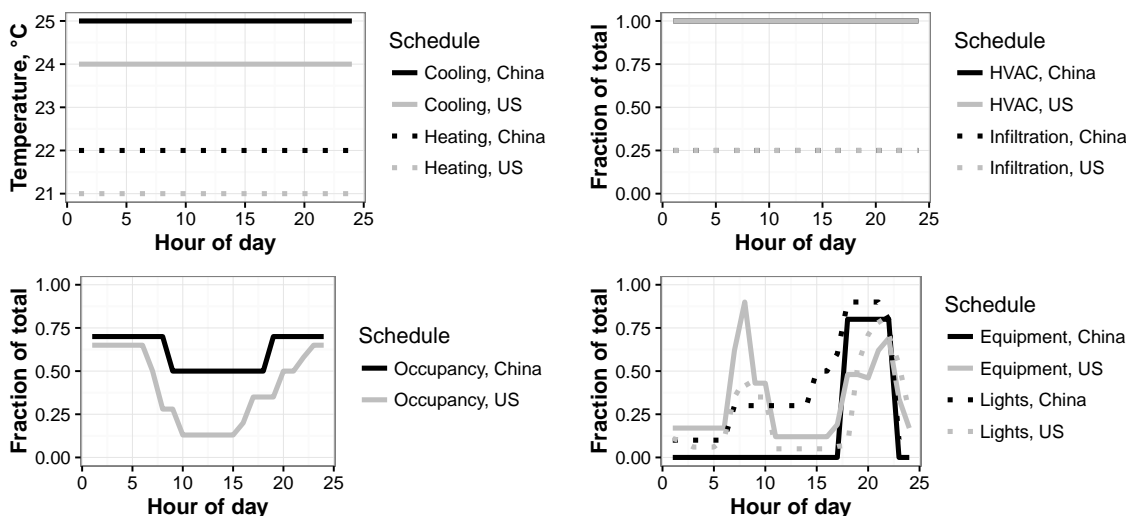 Temperature, °C
25
24
23
22
21
0 5 10 15 20 25
Hour of day
Schedule
Cooling, China
Cooling, US
Heating, China
Heating, US
Fraction of total
1.00
0.75
0.50
0.25
0.00
0 5 10 15 20 25
Hour of day
Schedule
HVAC, China
HVAC, US
Infiltration, China
Infiltration, US
Fraction of total
1.00
0.75
0.50
0.25
0.00
0 5 10 15 20 25
Hour of day
Schedule
Occupancy, China
Occupancy, US
Fraction of total
1.00
0.75
0.50
0.25
0.00
0 5 10 15 20 25
Hour of day
Schedule
Equipment, China
Equipment, US
Lights, China
Lights, US